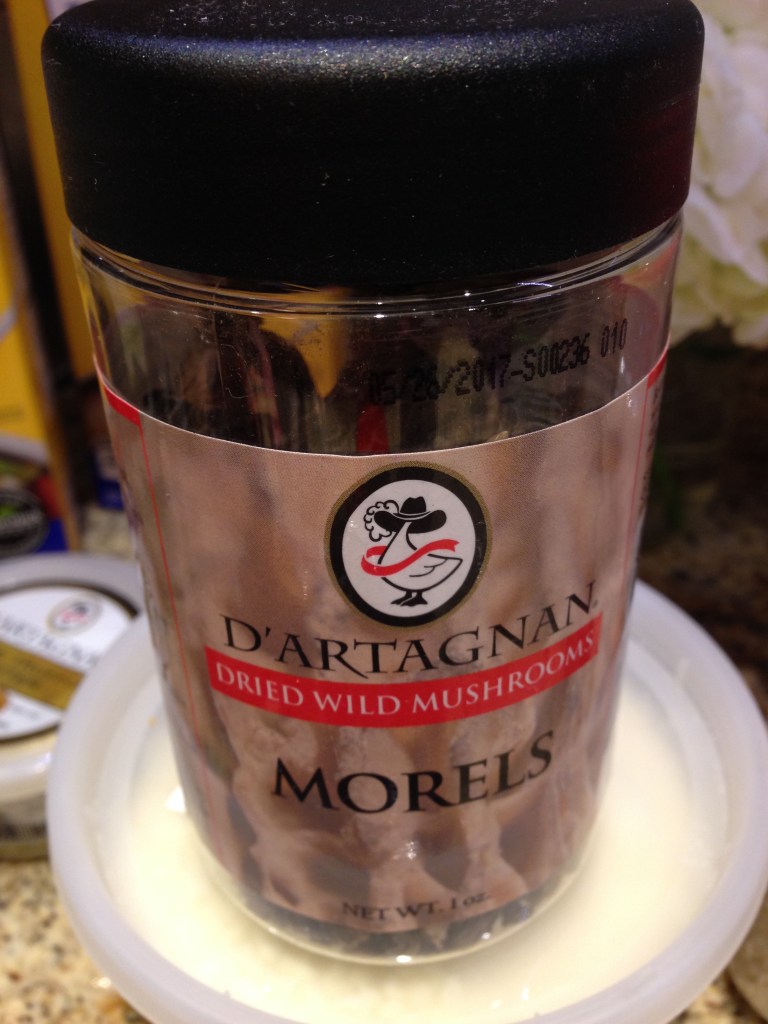 05/26/2017-S00236 010
D'ARTAGNAN
DRIED WILD MUSHROOMS
MORELS
NET WT. 1 oz.